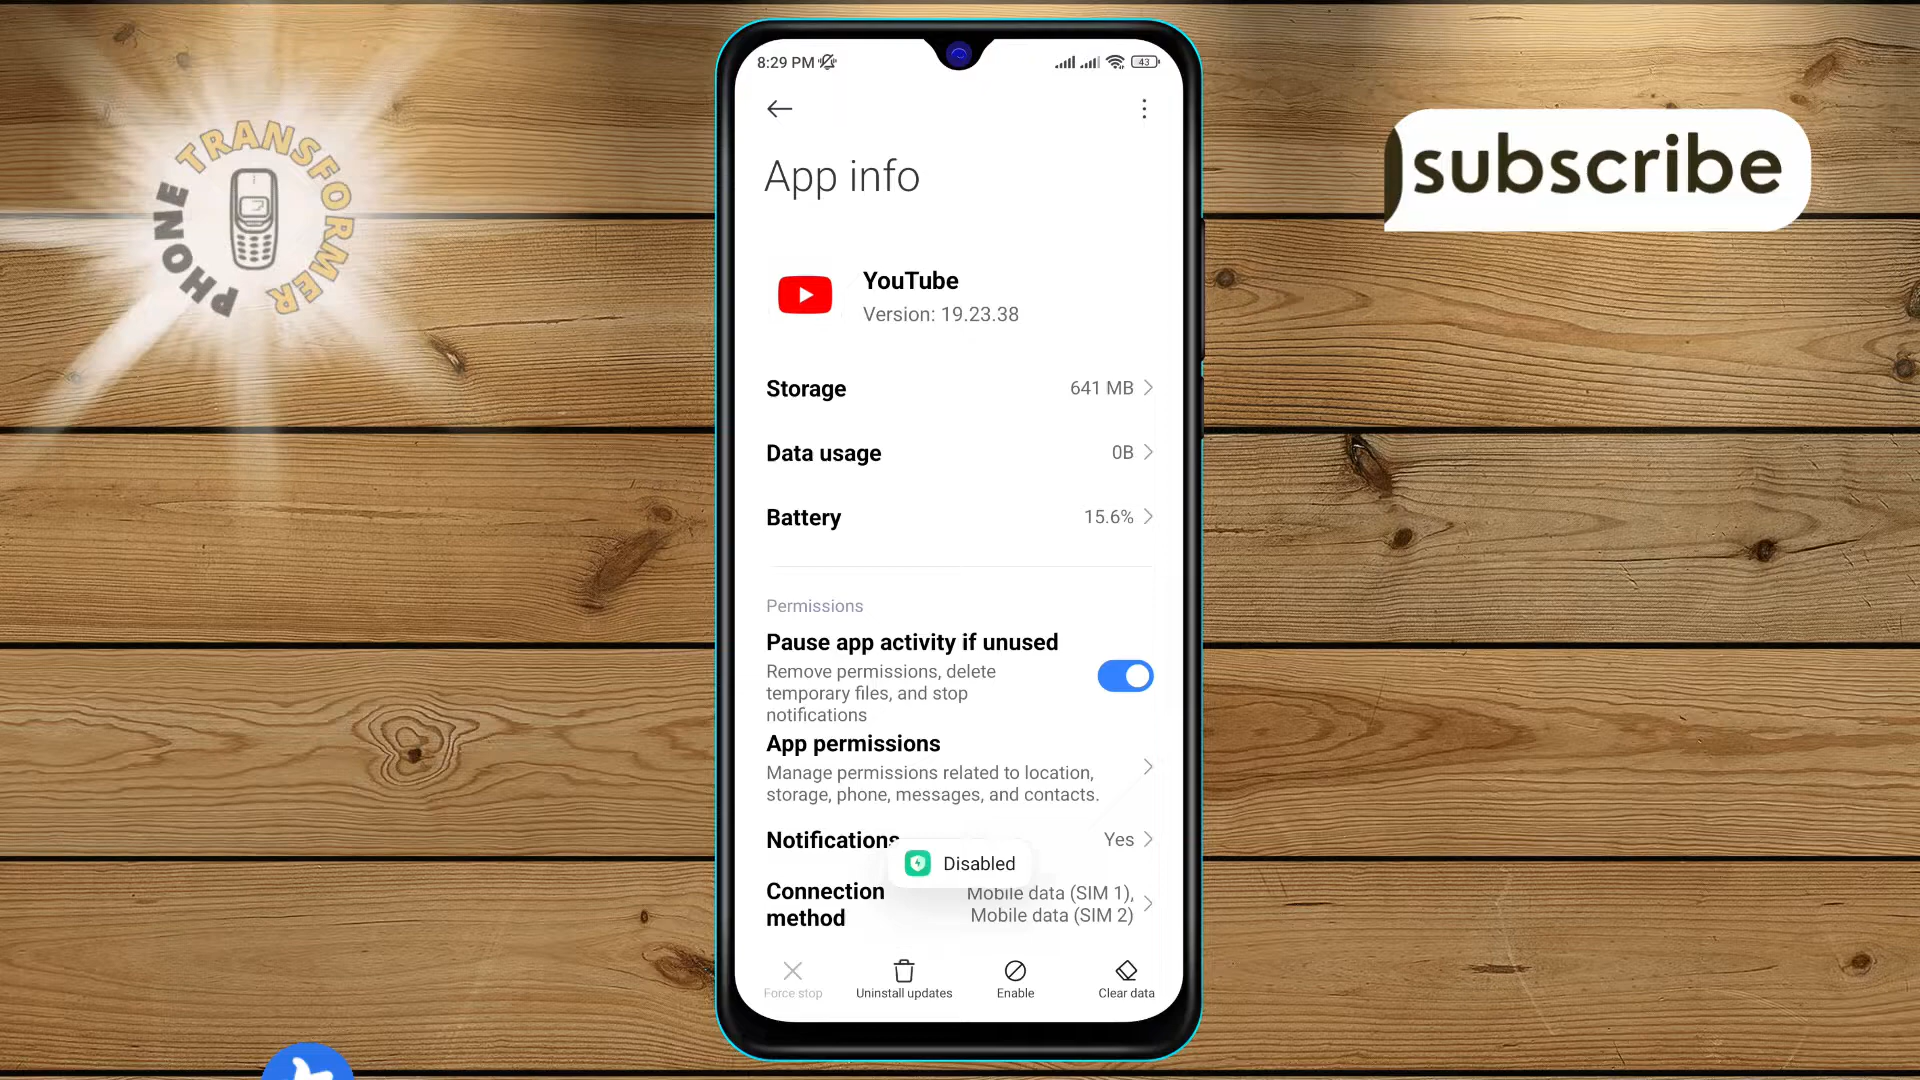 PHONE TRANSFORMER
subscribe
8:29 PM
43
App info
YouTube
Version: 19.23.38
Storage 641 MB
Data usage 0B
Battery 15.6%
Permissions
Pause app activity if unused
Remove permissions, delete
temporary files, and stop
notifications
App permissions
Manage permissions related to location,
storage, phone, messages, and contacts.
Notifications Yes
Disabled
Connection
method
Mobile data (SIM 1),
Mobile data (SIM 2)
Force stop
Uninstall updates
Enable
Clear data